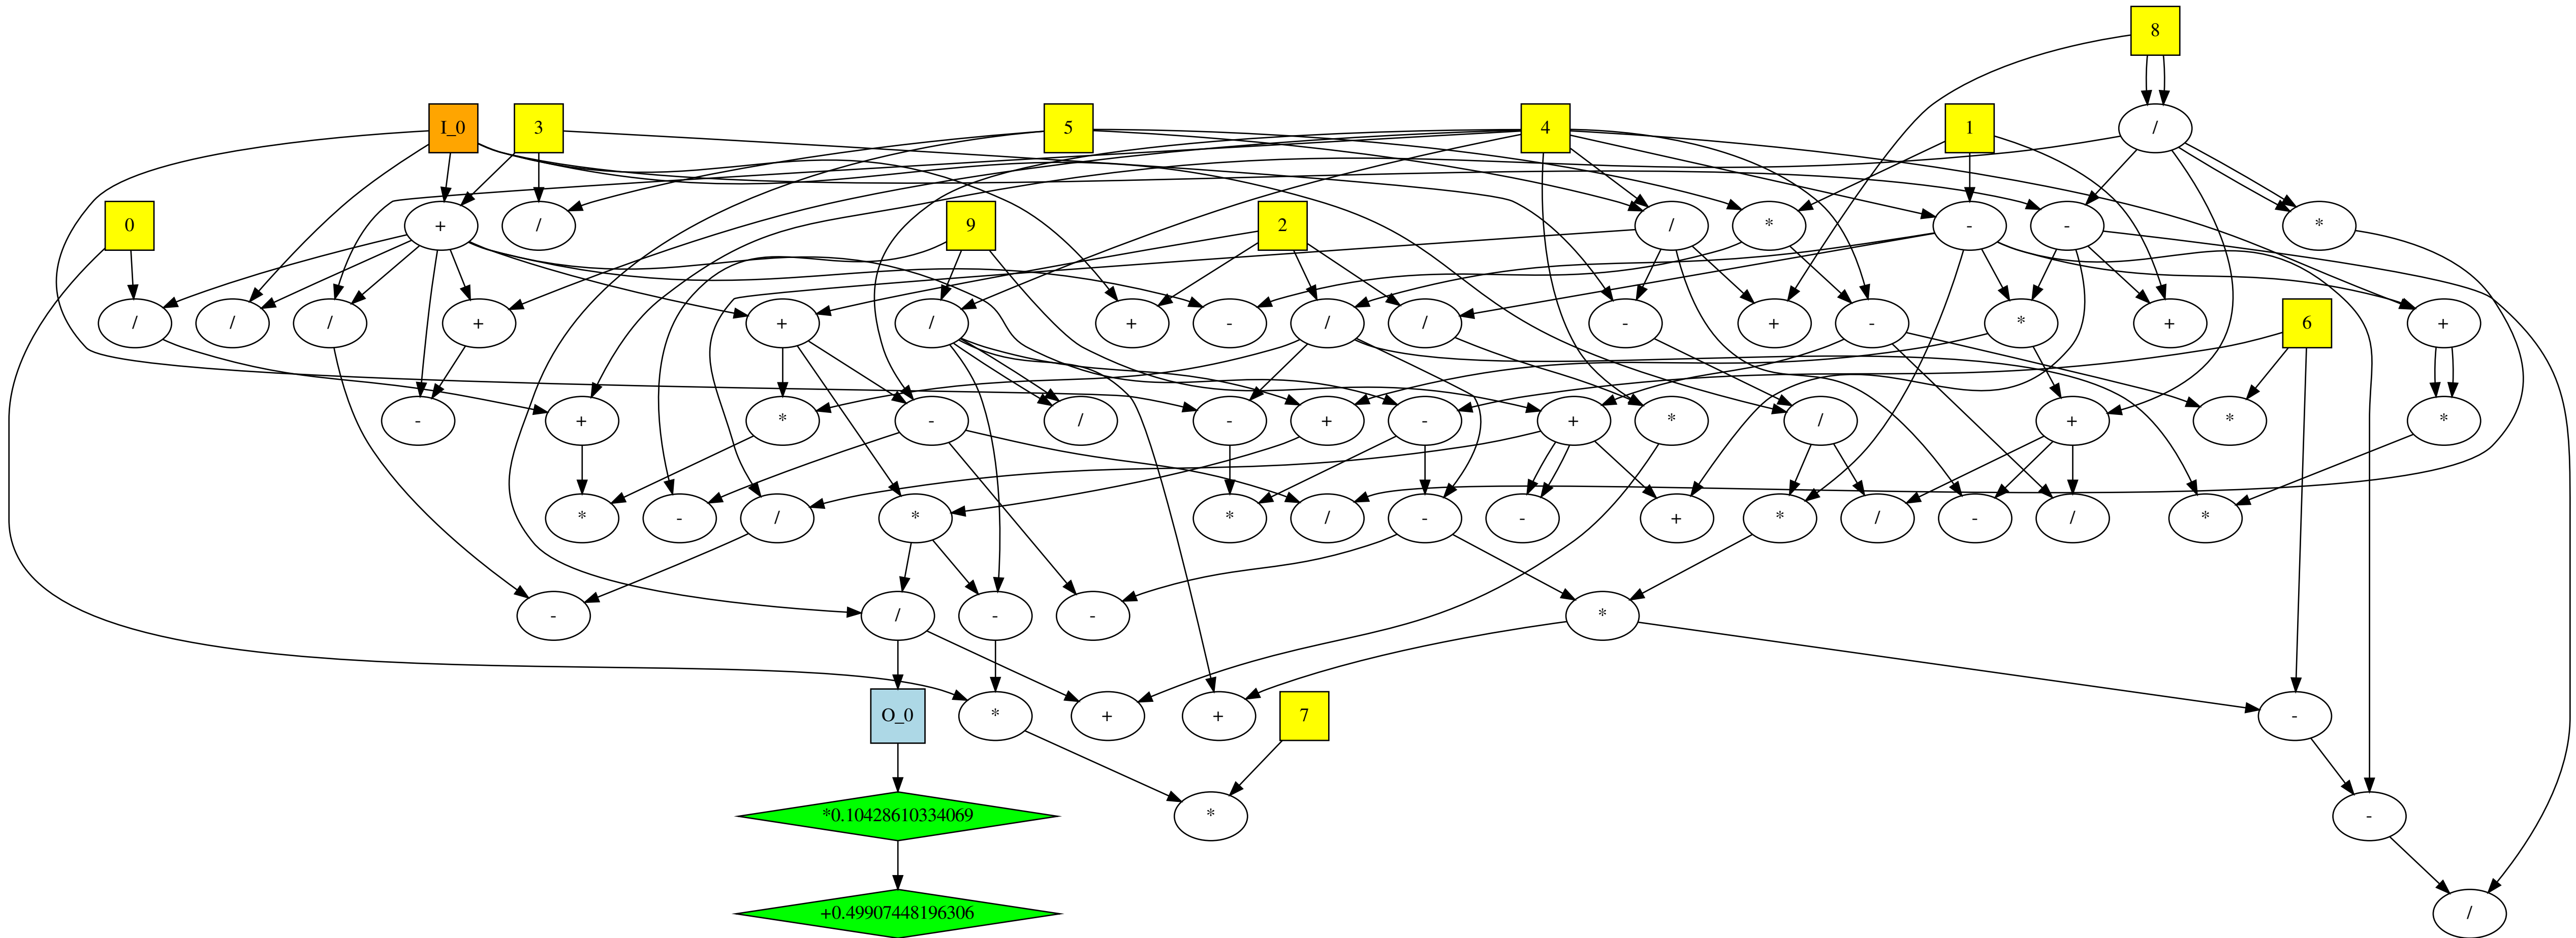 8
I_0 3 5 4 1 /
0 + / 9 2 / * - - *
/ / / + + / + - / / - + - * + 6 +
- + * - / - + - + * / + * *
* - / * * / - - + * / - / *
- / - - *
O_0 * + + 7 -
*0.10428610334069 * -
+0.49907448196306 /